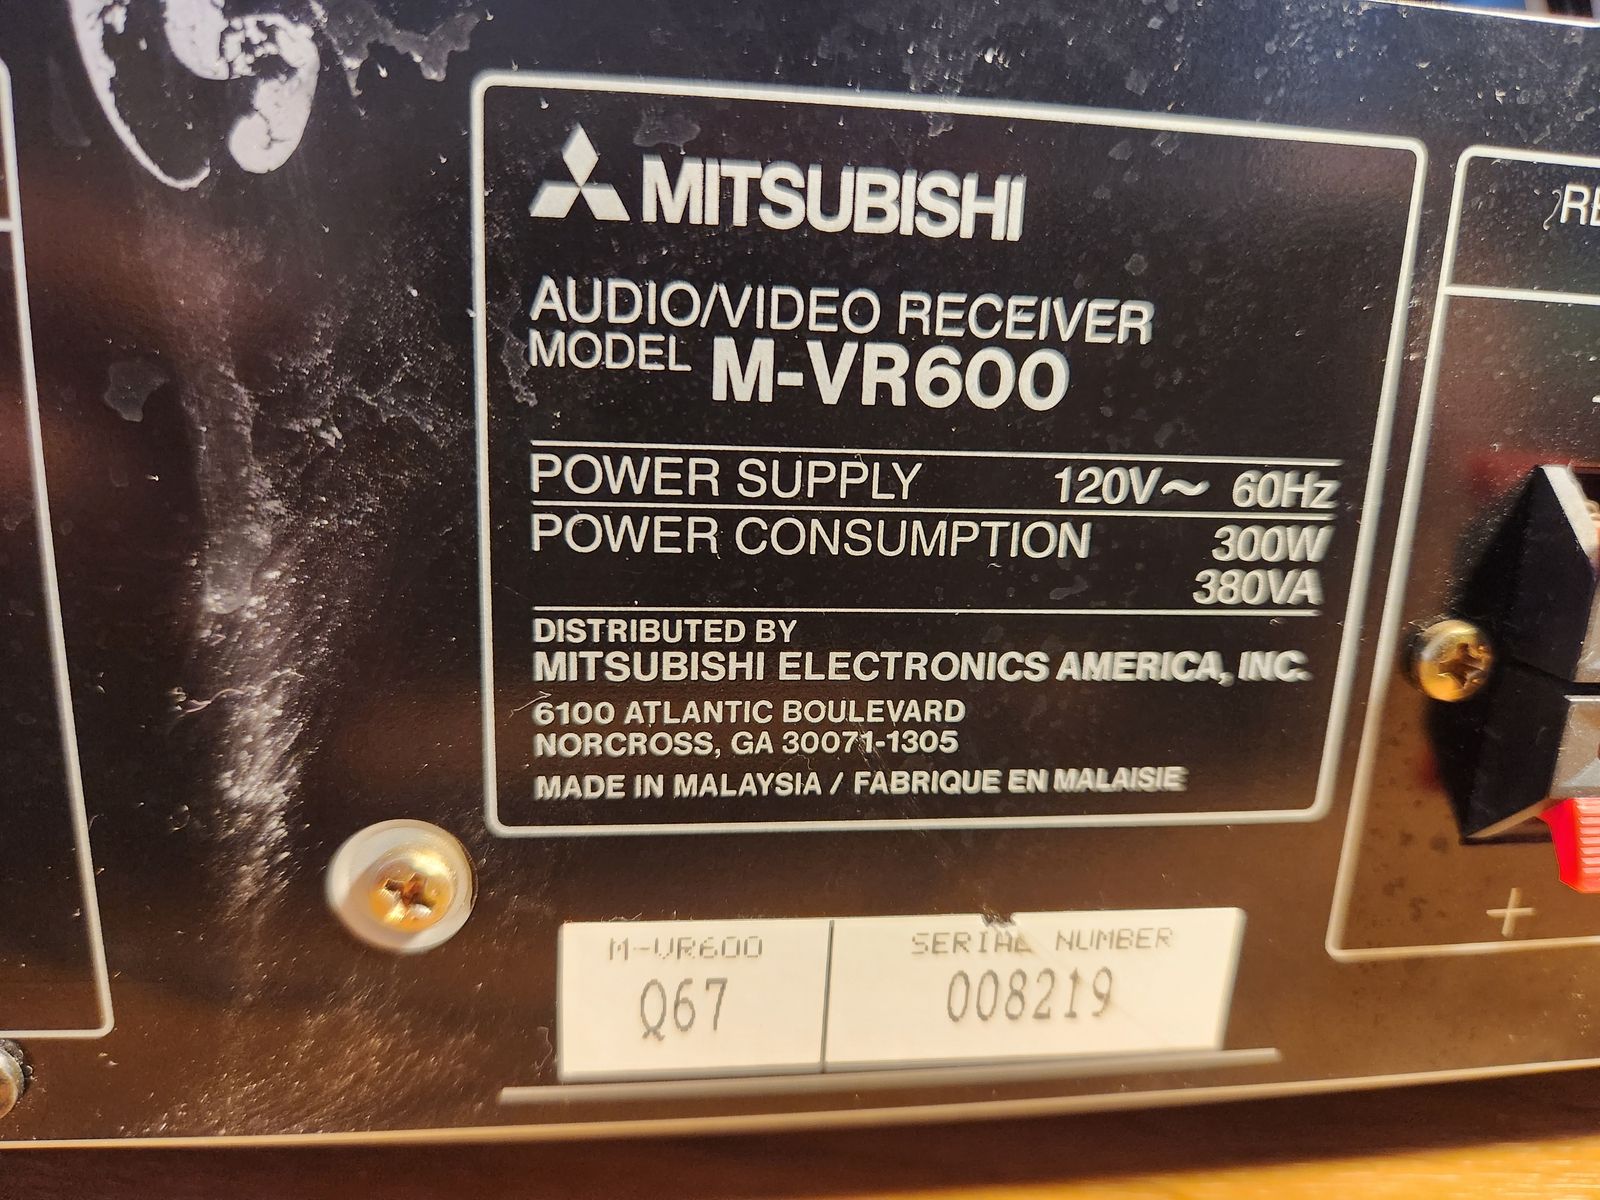 MITSUBISHI
AUDIO/VIDEO RECEIVER
MODEL M-VR600
POWER SUPPLY 120V~ 60Hz
POWER CONSUMPTION 300W
380VA
DISTRIBUTED BY
MITSUBISHI ELECTRONICS AMERICA, INC.
6100 ATLANTIC BOULEVARD
NORCROSS, GA 30071-1305
MADE IN MALAYSIA / FABRIQUE EN MALAISIE
M-VR600
Q67
SERIAL NUMBER
008219
+